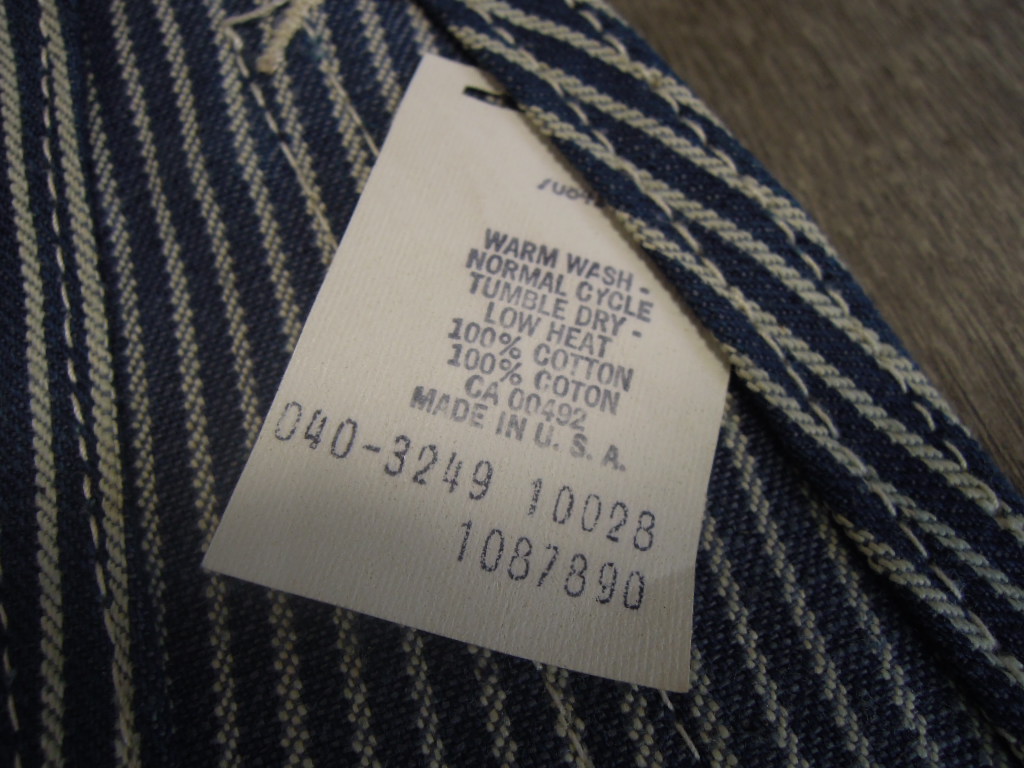 WARM WASH -
NORMAL CYCLE
TUMBLE DRY -
LOW HEAT
100% COTTON
100% COTON
CA 00492
MADE IN U. S. A.
040-3249 10028
1087890